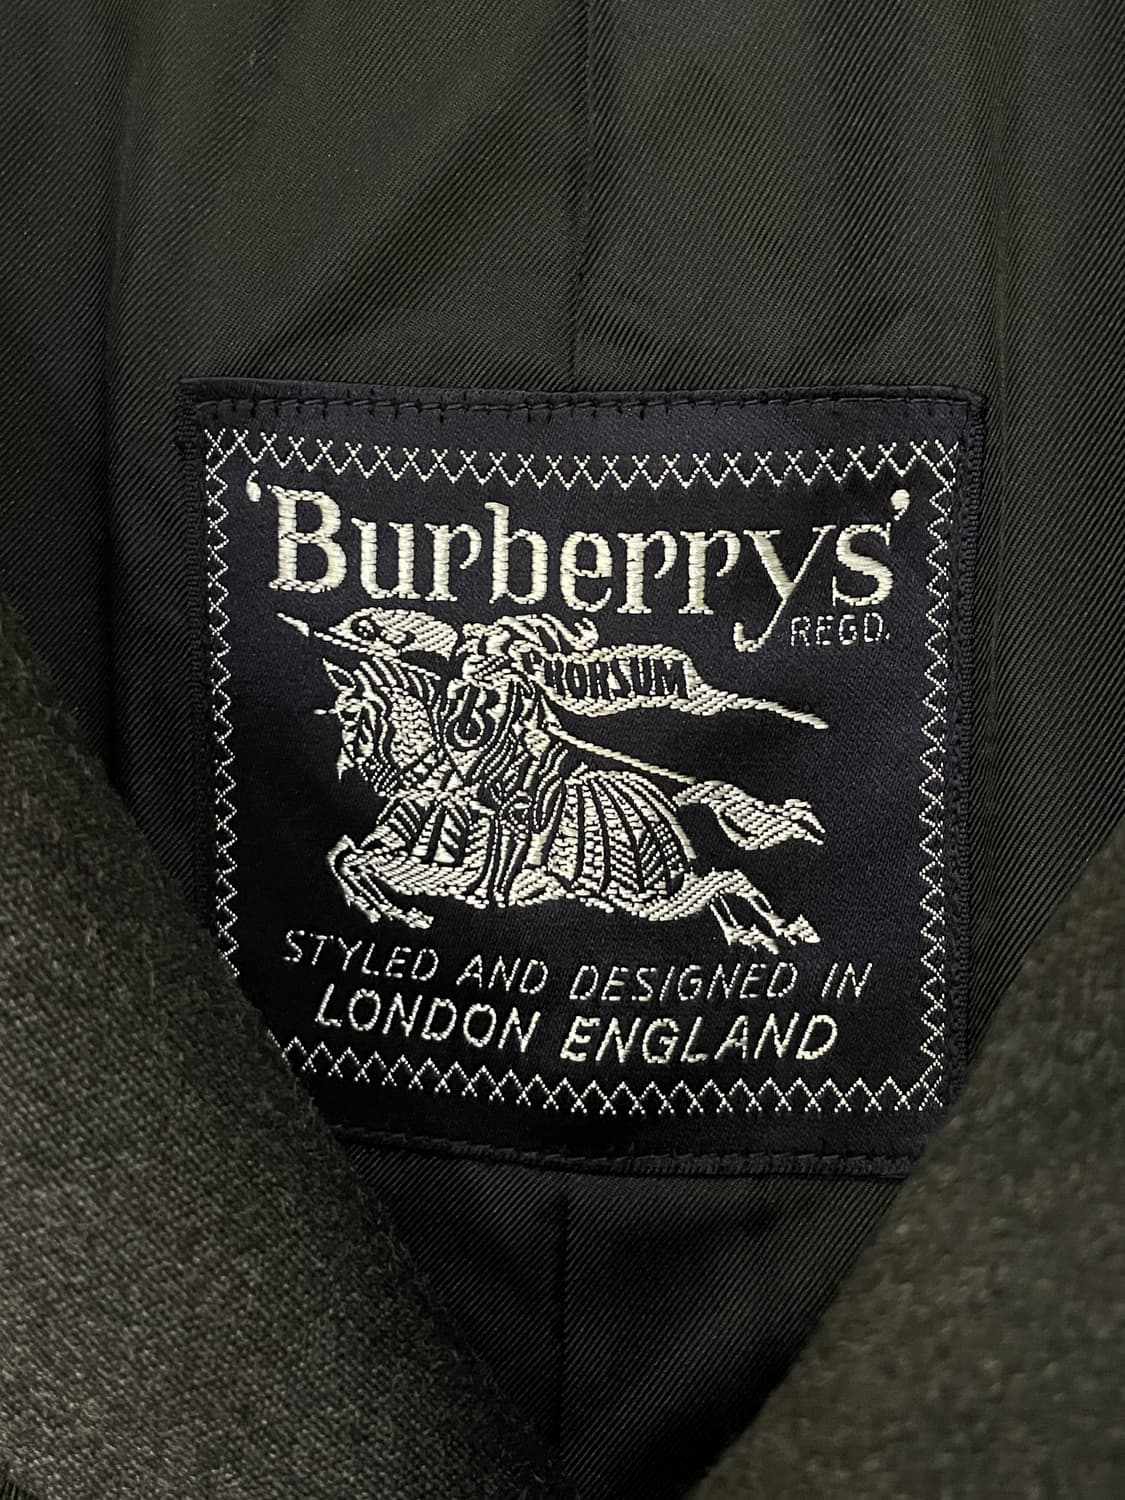 'Burberrys'
REGD.
PRORSUM
B
STYLED AND DESIGNED IN
LONDON ENGLAND